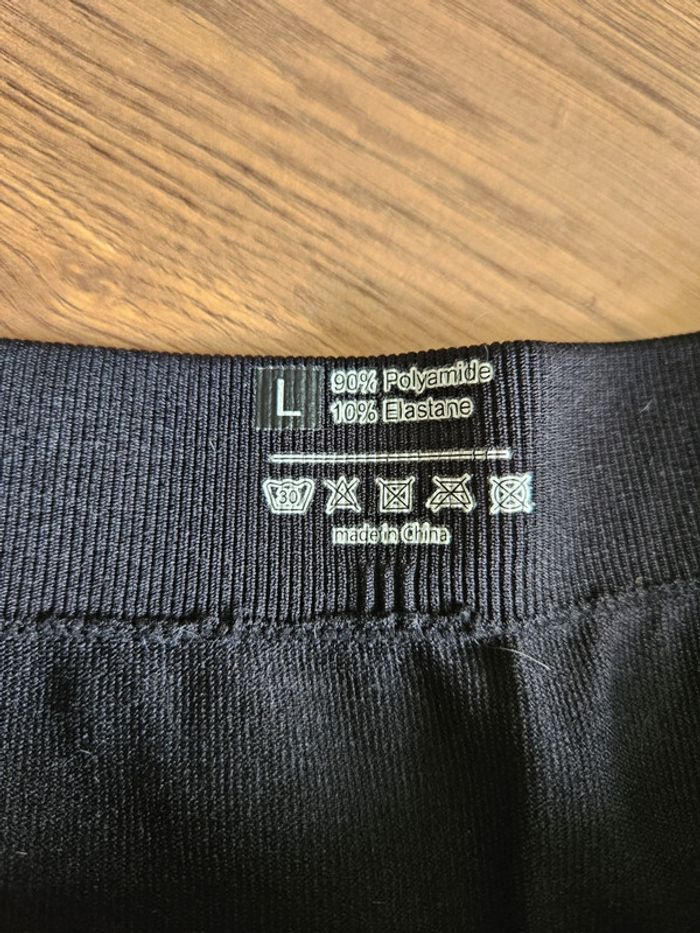 L
90% Polyamide
10% Elastane
30
made in China